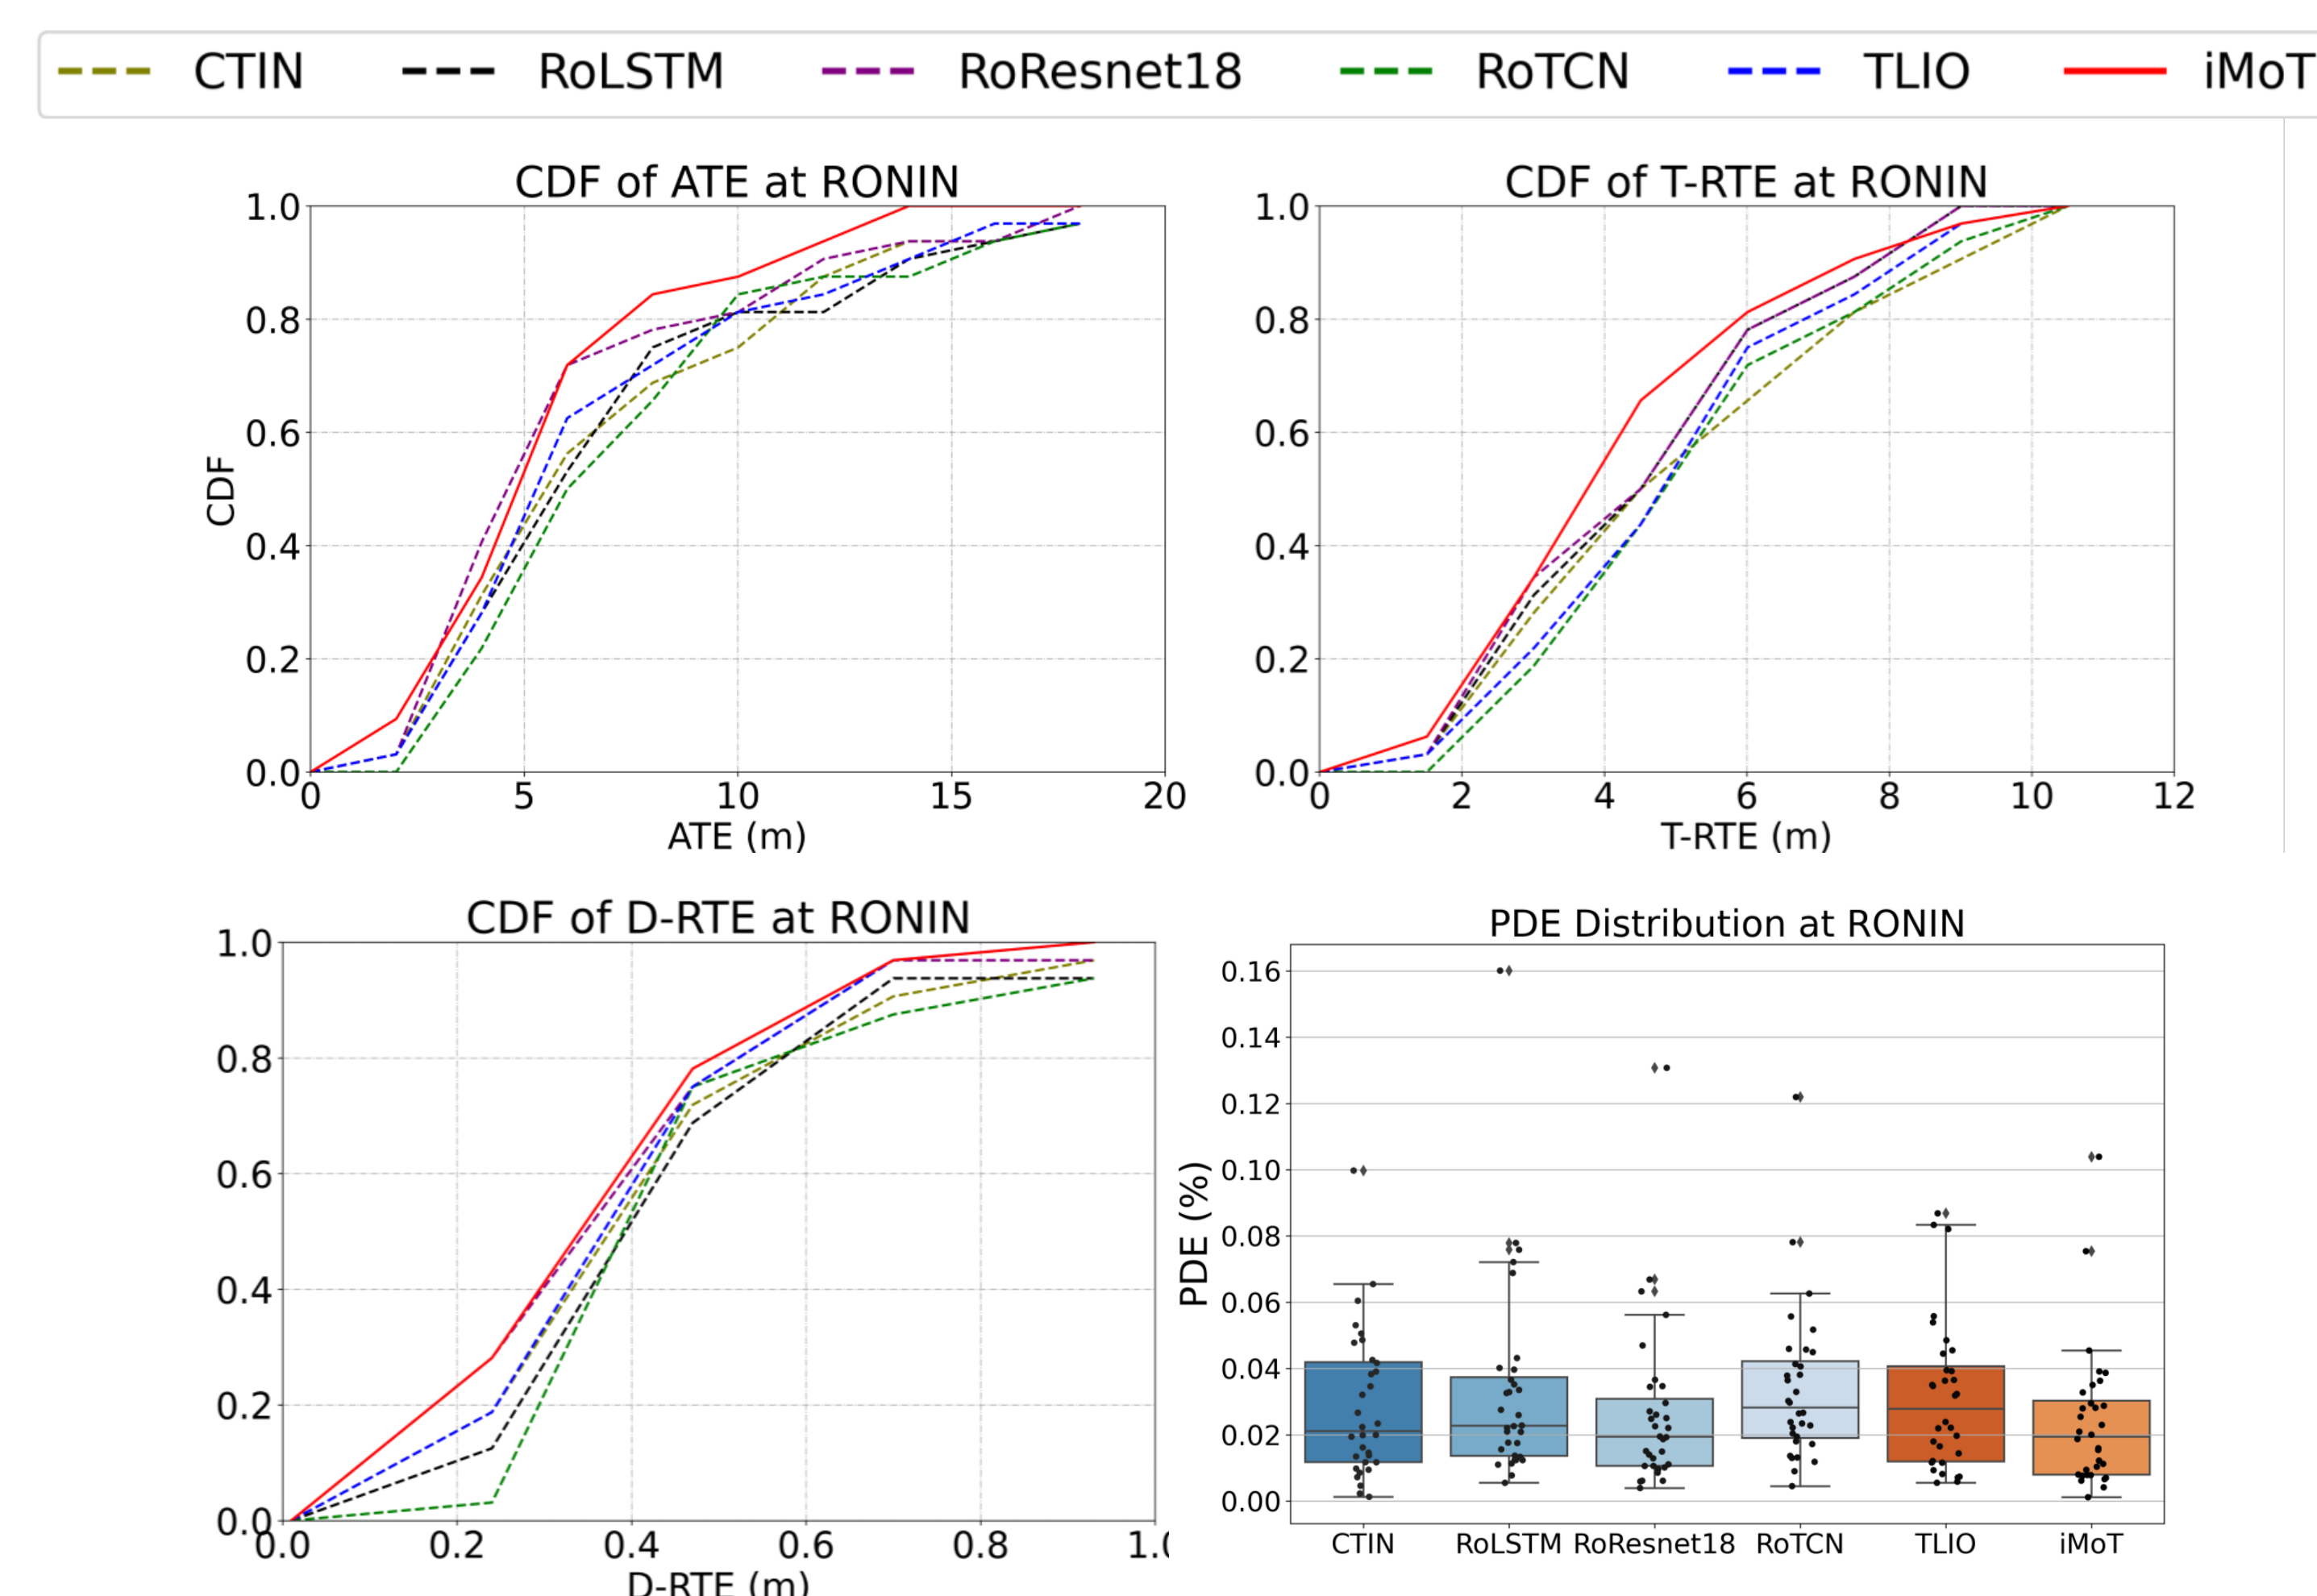 CTIN RoLSTM RoResnet18 RoTCN TLIO iMoT
CDF of ATE at RONIN
1.0
0.8
0.6
0.4
0.2
0.0
CDF
0 5 10 15 20
ATE (m)
CDF of T-RTE at RONIN
1.0
0.8
0.6
0.4
0.2
0.0
0 2 4 6 8 10 12
T-RTE (m)
CDF of D-RTE at RONIN
1.0
0.8
0.6
0.4
0.2
0.0
0.0 0.2 0.4 0.6 0.8 1.0
D-RTE (m)
PDE Distribution at RONIN
0.16
0.14
0.12
0.10
0.08
0.06
0.04
0.02
0.00
PDE (%)
CTIN RoLSTM RoResnet18 RoTCN TLIO iMoT